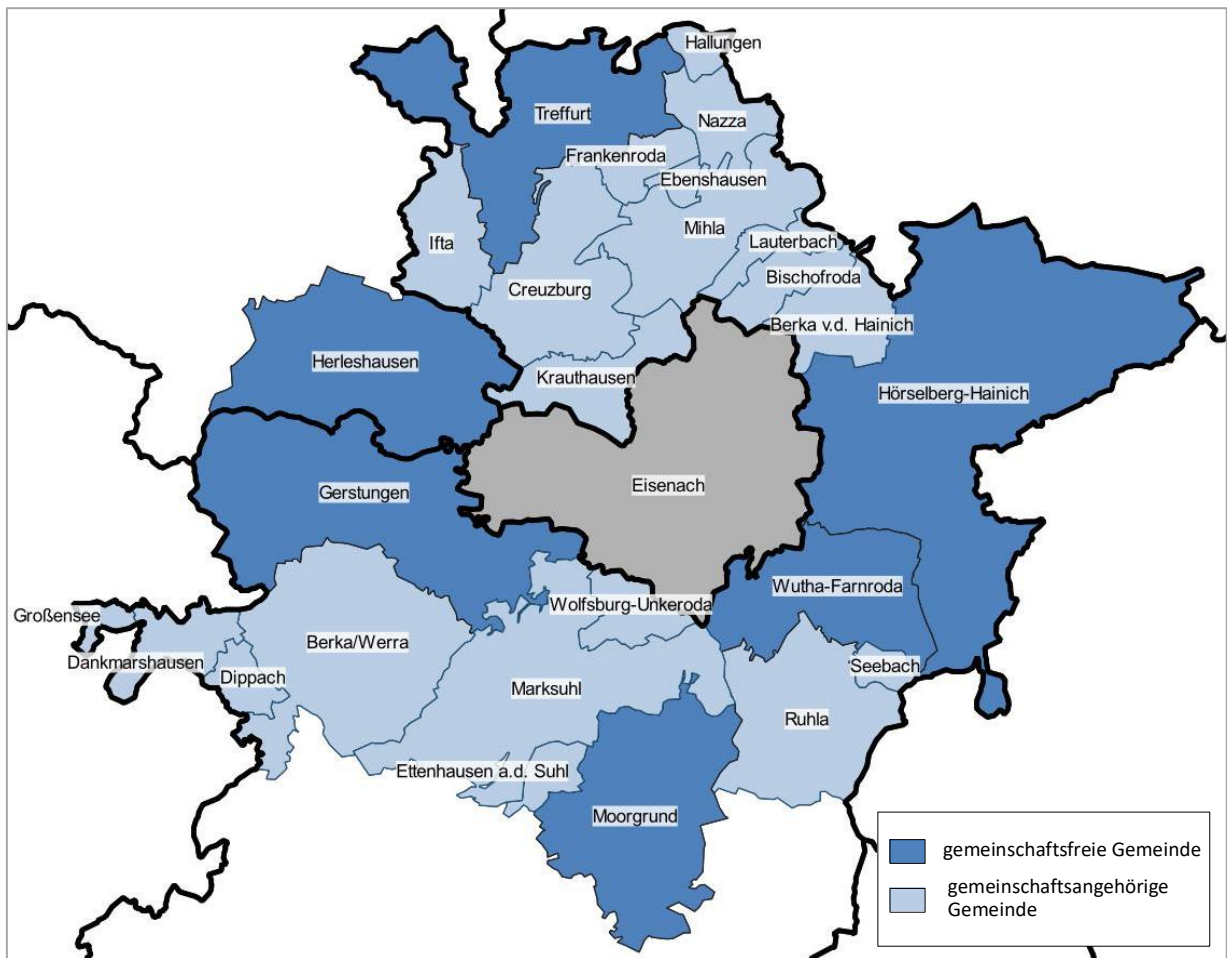 Hallungen
Treffurt
Nazza
Frankenroda
Ebenshausen
Mihla
Ifta
Lauterbach
Bischofroda
Creuzburg
Berka v.d. Hainich
Herleshausen
Krauthausen
Hörselberg-Hainich
Eisenach
Gerstungen
Wutha-Farnroda
Wolfsburg-Unkeroda
Großensee
Berka/Werra
Dankmarshausen
Seebach
Dippach
Marksuhl
Ruhla
Ettenhausen a.d. Suhl
Moorgrund
gemeinschaftsfreie Gemeinde
gemeinschaftsangehörige
Gemeinde